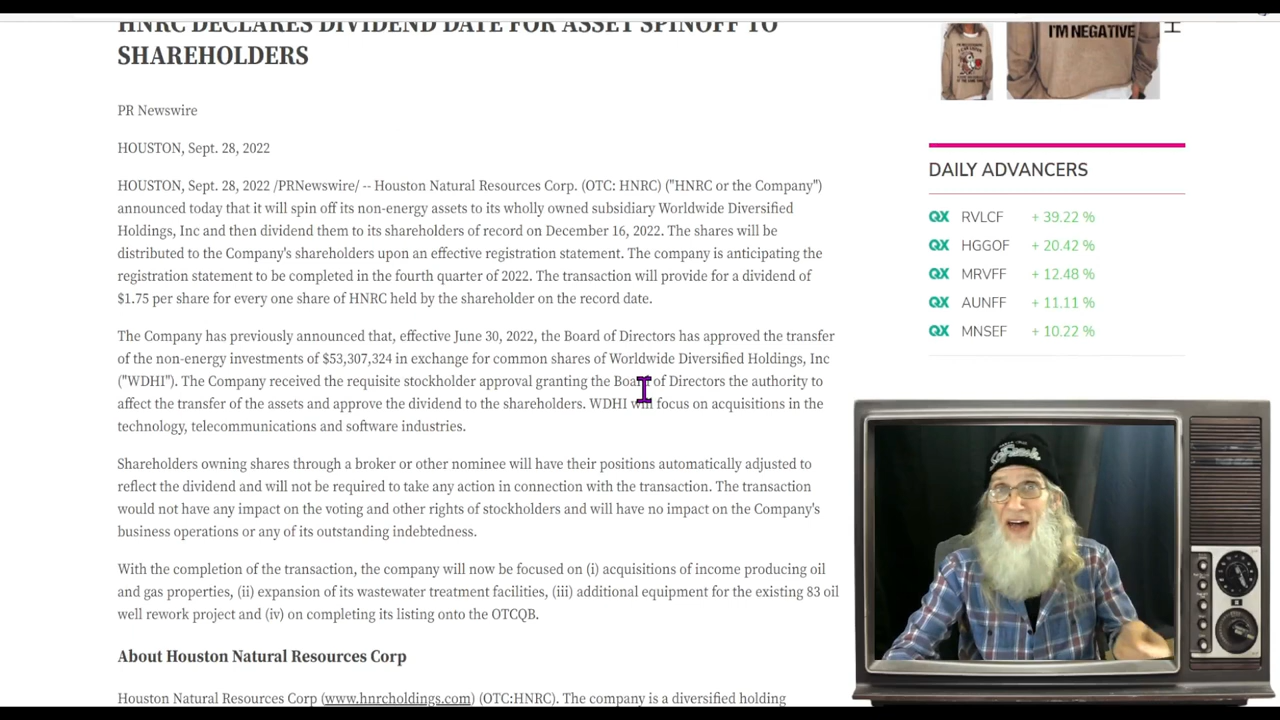 HNRC DECLARES DIVIDEND DATE FOR ASSET SPINOFF TO
SHAREHOLDERS
PR Newswire
HOUSTON, Sept. 28, 2022
HOUSTON, Sept. 28, 2022 /PRNewswire/ -- Houston Natural Resources Corp. (OTC: HNRC) ("HNRC or the Company")
announced today that it will spin off its non-energy assets to its wholly owned subsidiary Worldwide Diversified
Holdings, Inc and then dividend them to its shareholders of record on December 16, 2022. The shares will be
distributed to the Company's shareholders upon an effective registration statement. The company is anticipating the
registration statement to be completed in the fourth quarter of 2022. The transaction will provide for a dividend of
$1.75 per share for every one share of HNRC held by the shareholder on the record date.
The Company has previously announced that, effective June 30, 2022, the Board of Directors has approved the transfer
of the non-energy investments of $53,307,324 in exchange for common shares of Worldwide Diversified Holdings, Inc
("WDHI"). The Company received the requisite stockholder approval granting the Board of Directors the authority to
affect the transfer of the assets and approve the dividend to the shareholders. WDHI will focus on acquisitions in the
technology, telecommunications and software industries.
Shareholders owning shares through a broker or other nominee will have their positions automatically adjusted to
reflect the dividend and will not be required to take any action in connection with the transaction. The transaction
would not have any impact on the voting and other rights of stockholders and will have no impact on the Company's
business operations or any of its outstanding indebtedness.
With the completion of the transaction, the company will now be focused on (i) acquisitions of income producing oil
and gas properties, (ii) expansion of its wastewater treatment facilities, (iii) additional equipment for the existing 83 oil
well rework project and (iv) on completing its listing onto the OTCQB.
About Houston Natural Resources Corp
Houston Natural Resources Corp (www.hnrcholdings.com) (OTC:HNRC). The company is a diversified holding
I'M NEGATIVE
H
DAILY ADVANCERS
QX RVLCF + 39.22 %
QX HGGOF + 20.42 %
QX MRVFF + 12.48 %
QX AUNFF + 11.11 %
QX MNSEF + 10.22 %